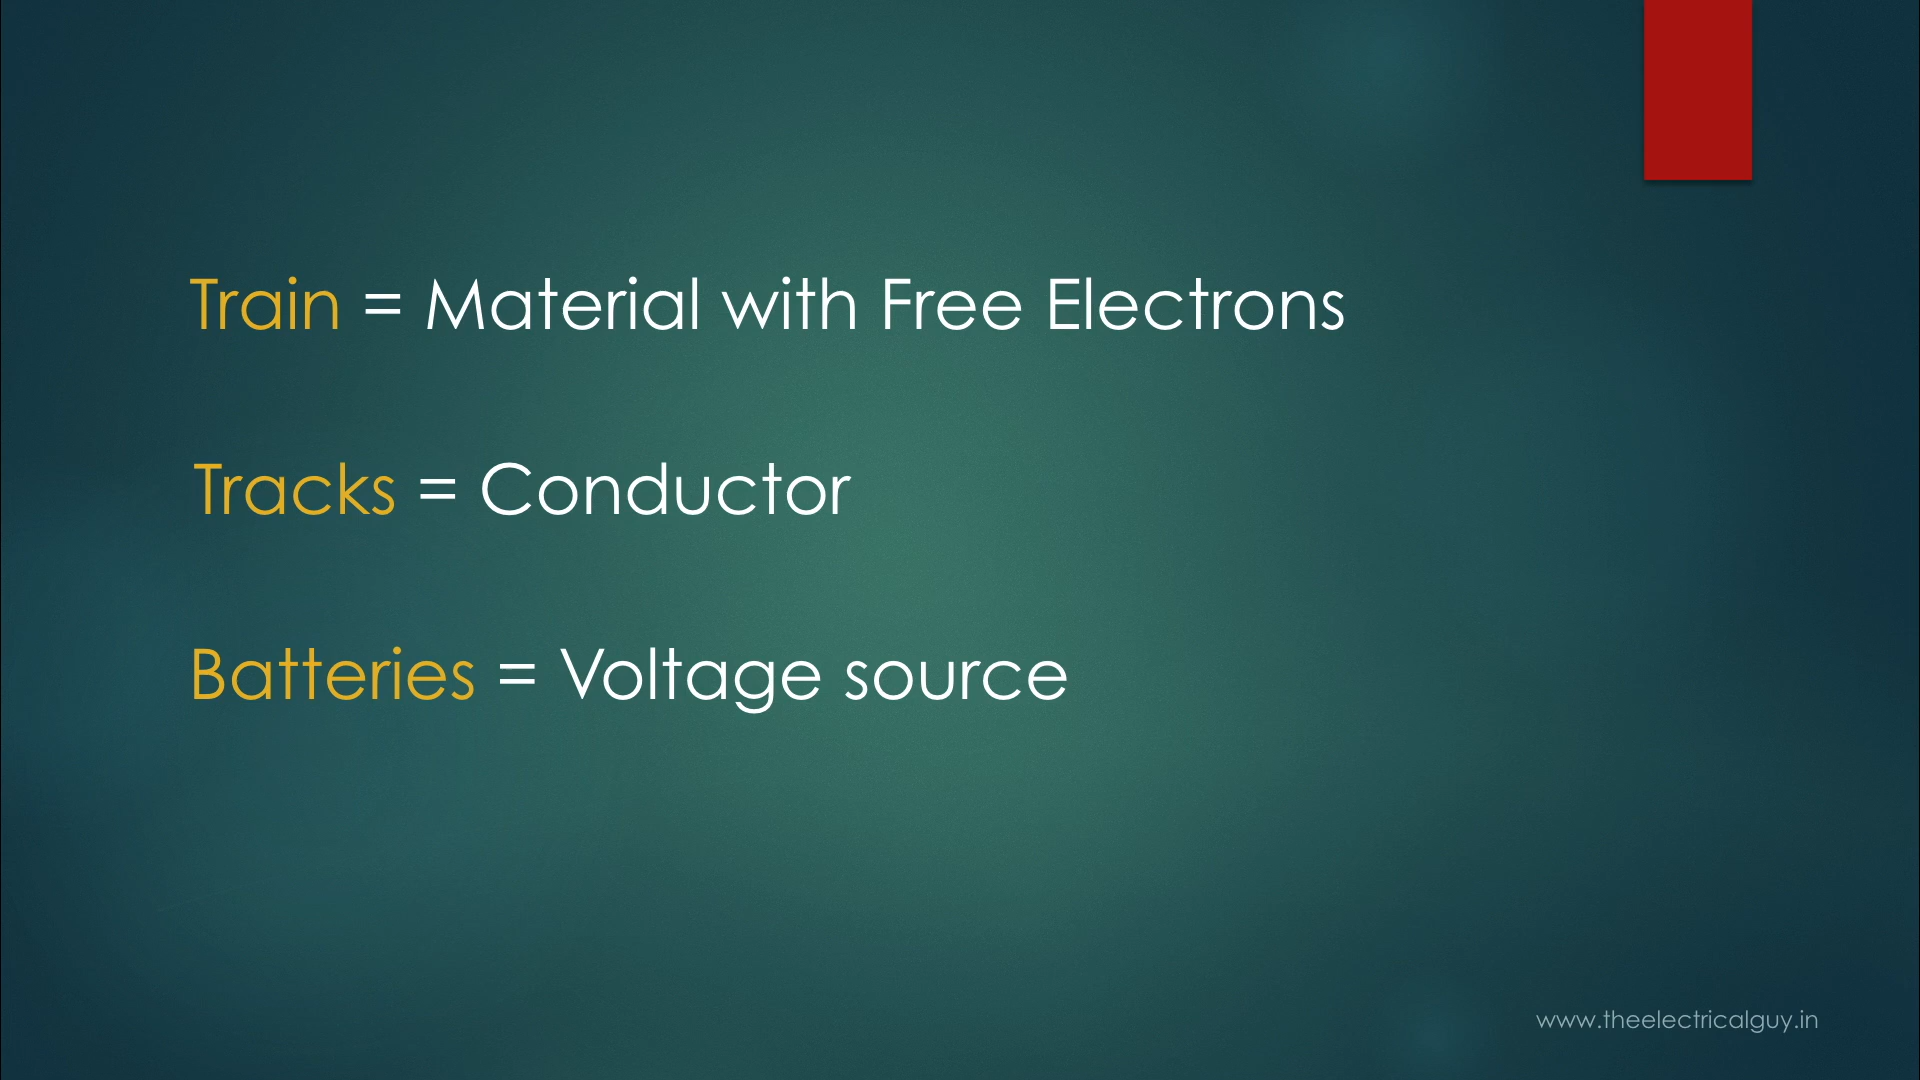 Train = Material with Free Electrons
Tracks = Conductor
Batteries = Voltage source
www.theelectricalguy.in